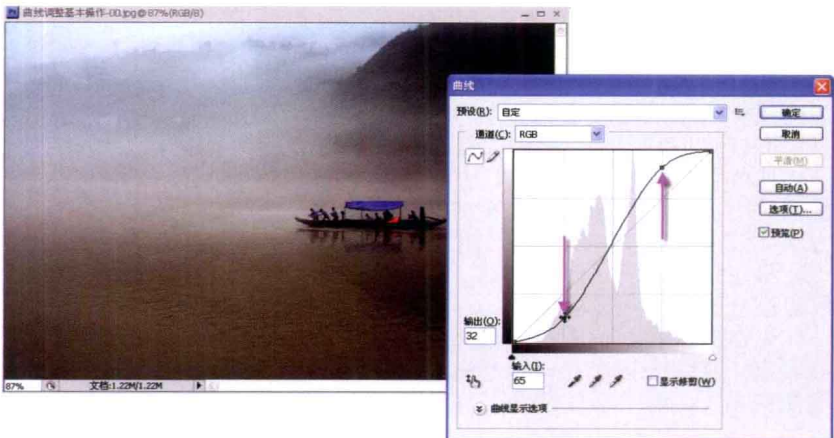 曲线调整基本操作-00.jpg@87%(RGB/8)
曲线
预设(R): 自定
确定
通道(C): RGB
取消
平滑(M)
自动(A)
选项(T)...
预览(P)
输出(O):
32
输入(I):
65
显示修剪(W)
曲线显示选项
87%
文档:1.22M/1.22M